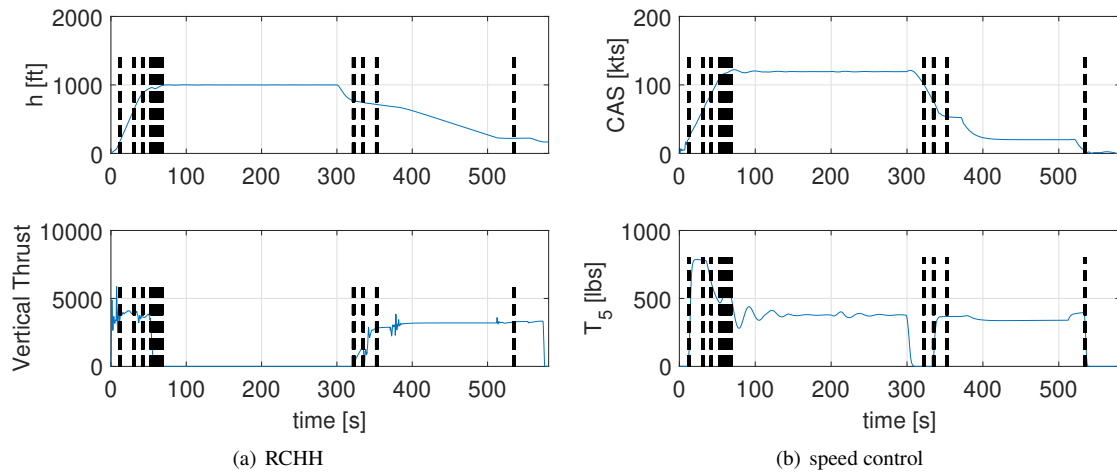 2000
1000
0
h [ft]
0 100 200 300 400 500
200
100
0
CAS [kts]
0 100 200 300 400 500
10000
5000
0
Vertical Thrust
0 100 200 300 400 500
time [s]
1000
500
0
T5 [lbs]
0 100 200 300 400 500
time [s]
(a) RCHH
(b) speed control